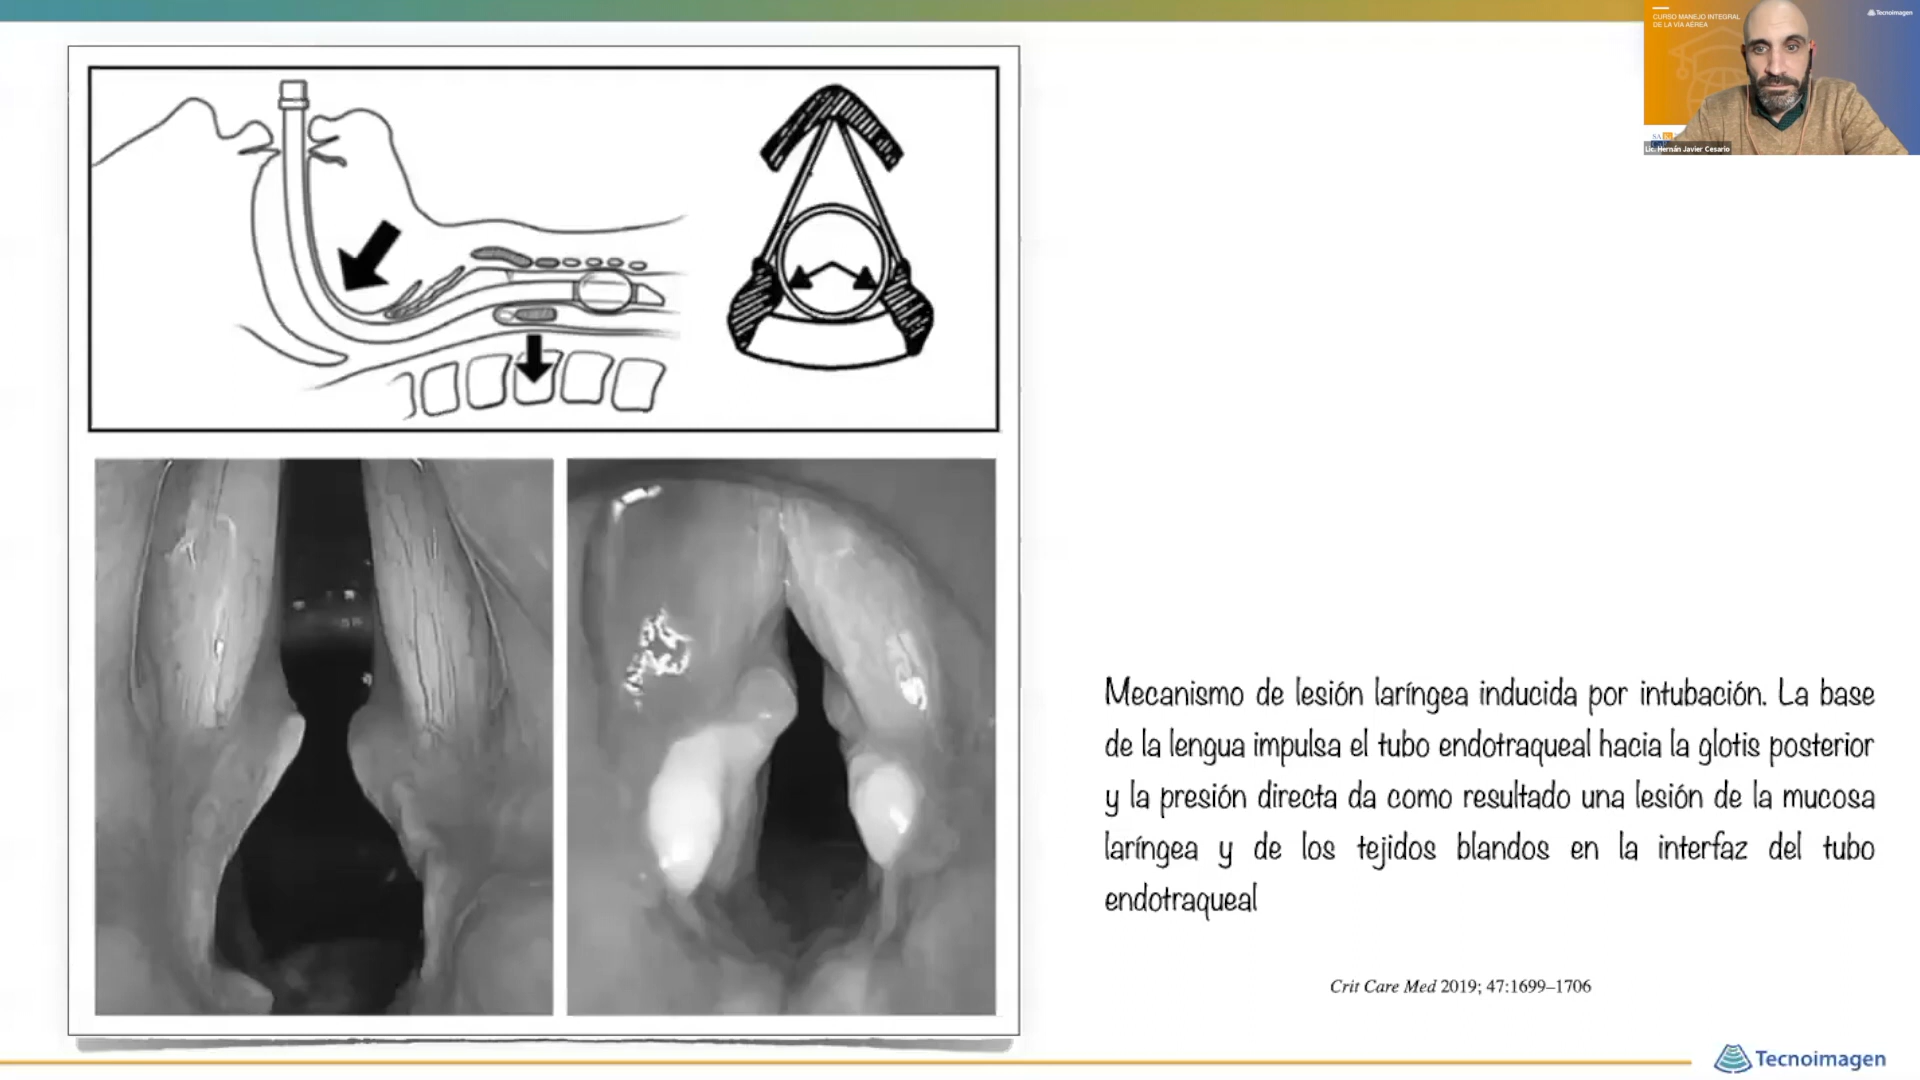 CURSO MANEJO INTEGRAL
DE LA VÍA AÉREA
Tecnoimagen
Lic. Hernán Javier Cesario
Mecanismo de lesión laríngea inducida por intubación. La base
de la lengua impulsa el tubo endotraqueal hacia la glotis posterior
y la presión directa da como resultado una lesión de la mucosa
laríngea y de los tejidos blandos en la interfaz del tubo
endotraqueal
Crit Care Med 2019; 47:1699–1706
Tecnoimagen